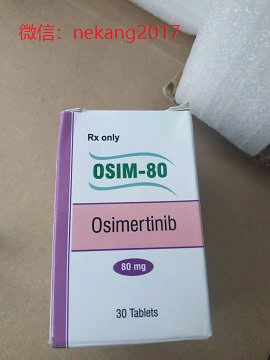 微信：nekang2017
Rx only
OSIM-80
Osimertinib
80 mg
30 Tablets